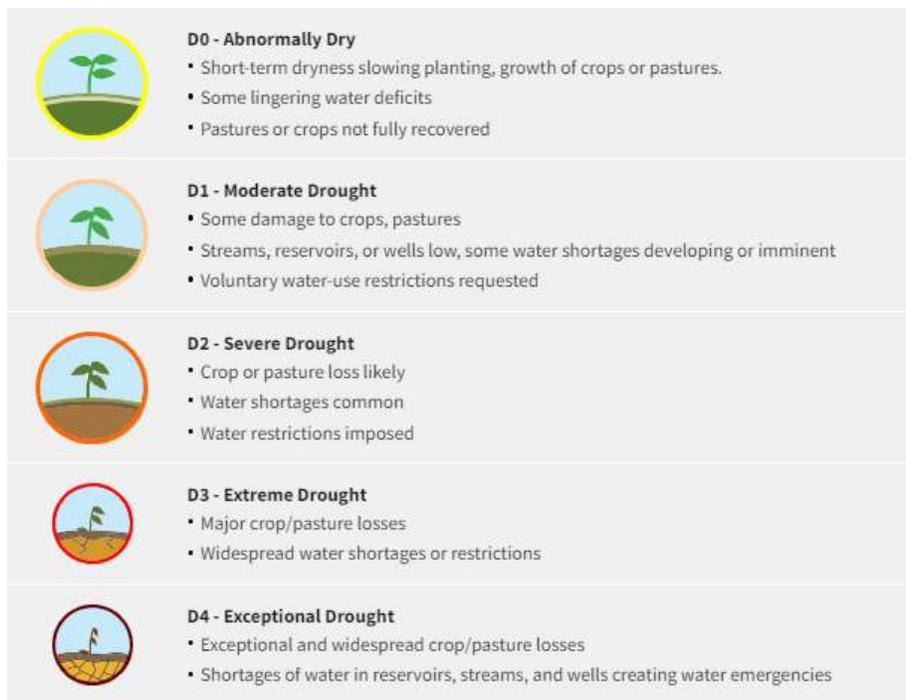 D0 - Abnormally Dry
▪ Short-term dryness slowing planting, growth of crops or pastures.
▪ Some lingering water deficits
▪ Pastures or crops not fully recovered
D1 - Moderate Drought
▪ Some damage to crops, pastures
▪ Streams, reservoirs, or wells low, some water shortages developing or imminent
▪ Voluntary water-use restrictions requested
D2 - Severe Drought
▪ Crop or pasture loss likely
▪ Water shortages common
▪ Water restrictions imposed
D3 - Extreme Drought
▪ Major crop/pasture losses
▪ Widespread water shortages or restrictions
D4 - Exceptional Drought
▪ Exceptional and widespread crop/pasture losses
▪ Shortages of water in reservoirs, streams, and wells creating water emergencies